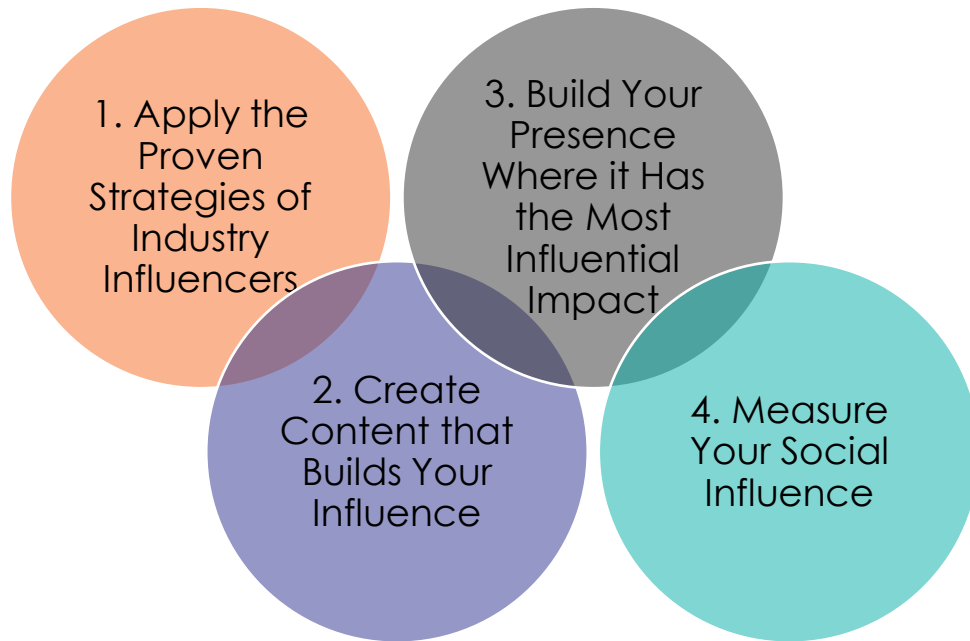 1. Apply the
Proven
Strategies of
Industry
Influencers
2. Create
Content that
Builds Your
Influence
3. Build Your
Presence
Where it Has
the Most
Influential
Impact
4. Measure
Your Social
Influence